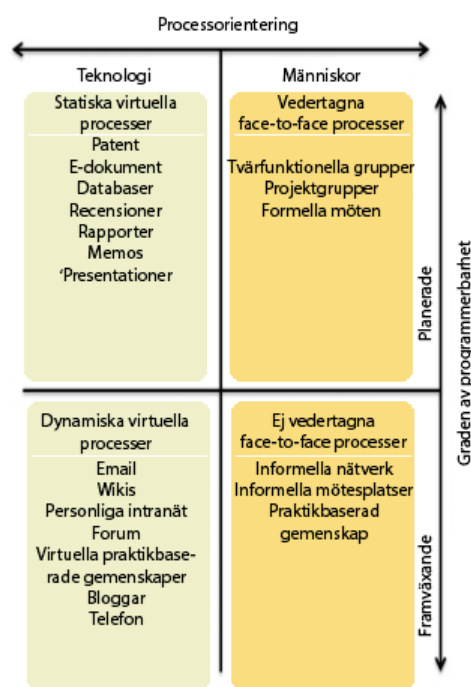 Processorientering
Teknologi
Människor
Statiska virtuella
processer
Patent
E-dokument
Databaser
Recensioner
Rapporter
Memos
‘Presentationer
Vedertagna
face-to-face processer
Tvärfunktionella grupper
Projektgrupper
Formella möten
Planerade
Graden av programmerbarhet
Dynamiska virtuella
processer
Email
Wikis
Personliga intranät
Forum
Virtuella praktikbase-
rade gemenskaper
Bloggar
Telefon
Ej vedertagna
face-to-face processer
Informella nätverk
Informella mötesplatser
Praktikbaserad
gemenskap
Framväxande